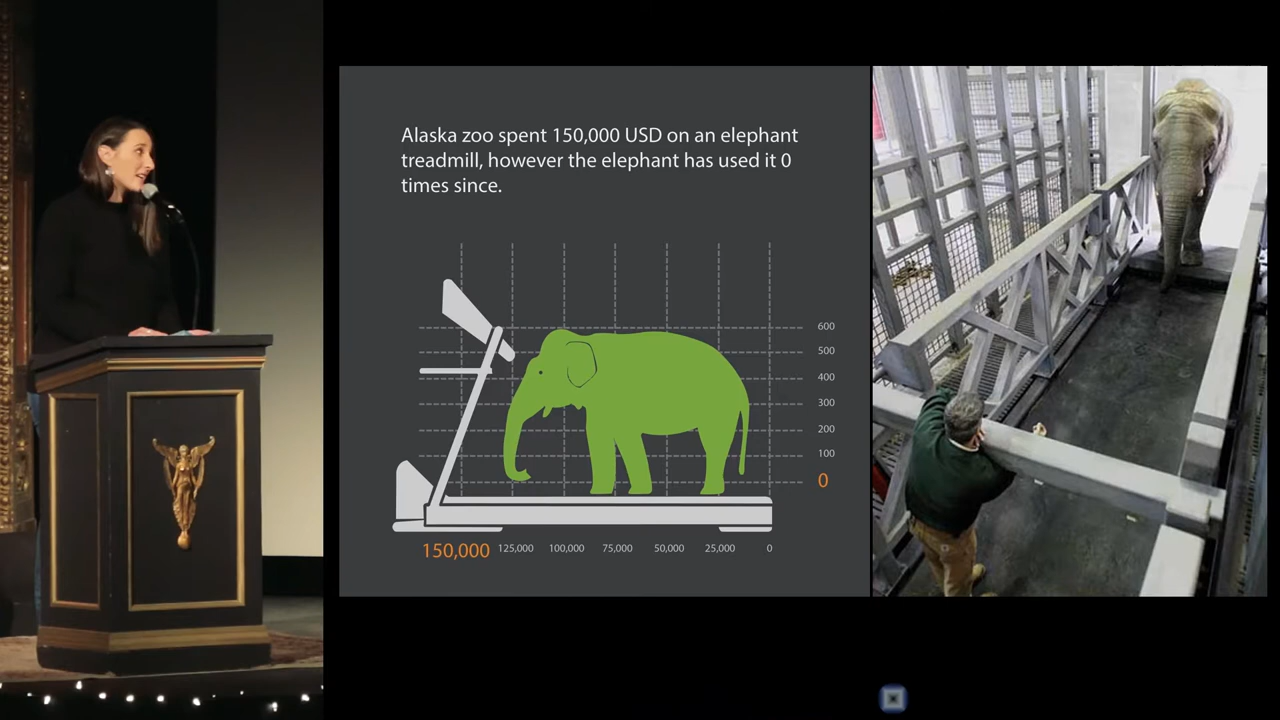 Alaska zoo spent 150,000 USD on an elephant
treadmill, however the elephant has used it 0
times since.
600
500
400
300
200
100
0
150,000 125,000 100,000 75,000 50,000 25,000 0